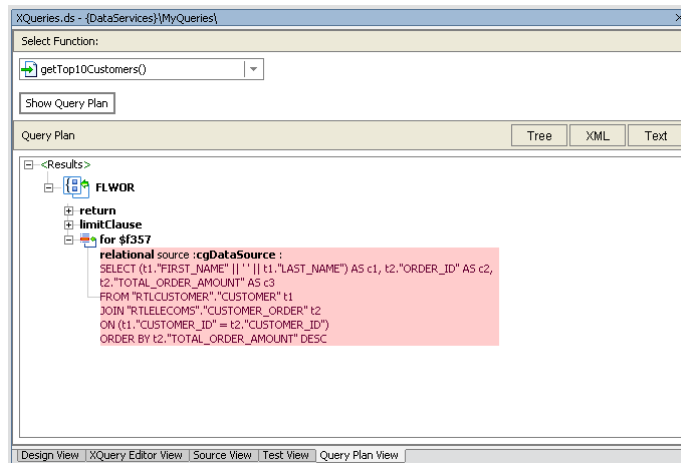 XQueries.ds - {DataServices}\MyQueries\
Select Function:
getTop10Customers()
Show Query Plan
Query Plan
Tree
XML
Text
<Results>
FLWOR
return
limitClause
for $f357
relational source :cgDataSource :
SELECT (t1."FIRST_NAME" || ' ' || t1."LAST_NAME") AS c1, t2."ORDER_ID" AS c2,
t2."TOTAL_ORDER_AMOUNT" AS c3
FROM "RTLCUSTOMER"."CUSTOMER" t1
JOIN "RTLELECOMS"."CUSTOMER_ORDER" t2
ON (t1."CUSTOMER_ID" = t2."CUSTOMER_ID")
ORDER BY t2."TOTAL_ORDER_AMOUNT" DESC
Design View
XQuery Editor View
Source View
Test View
Query Plan View